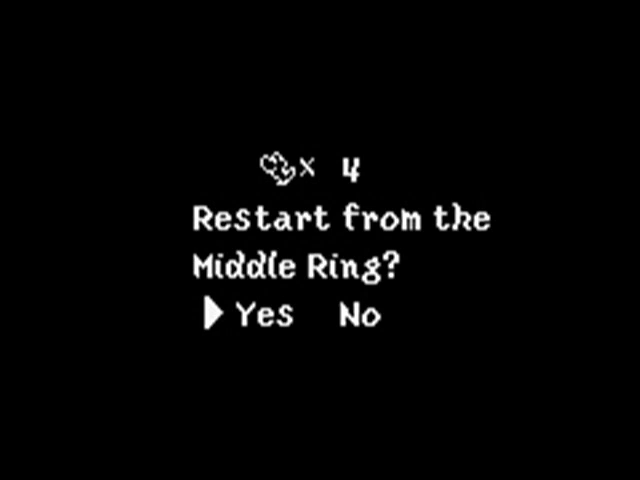 x 4
Restart from the
Middle Ring?
Yes No